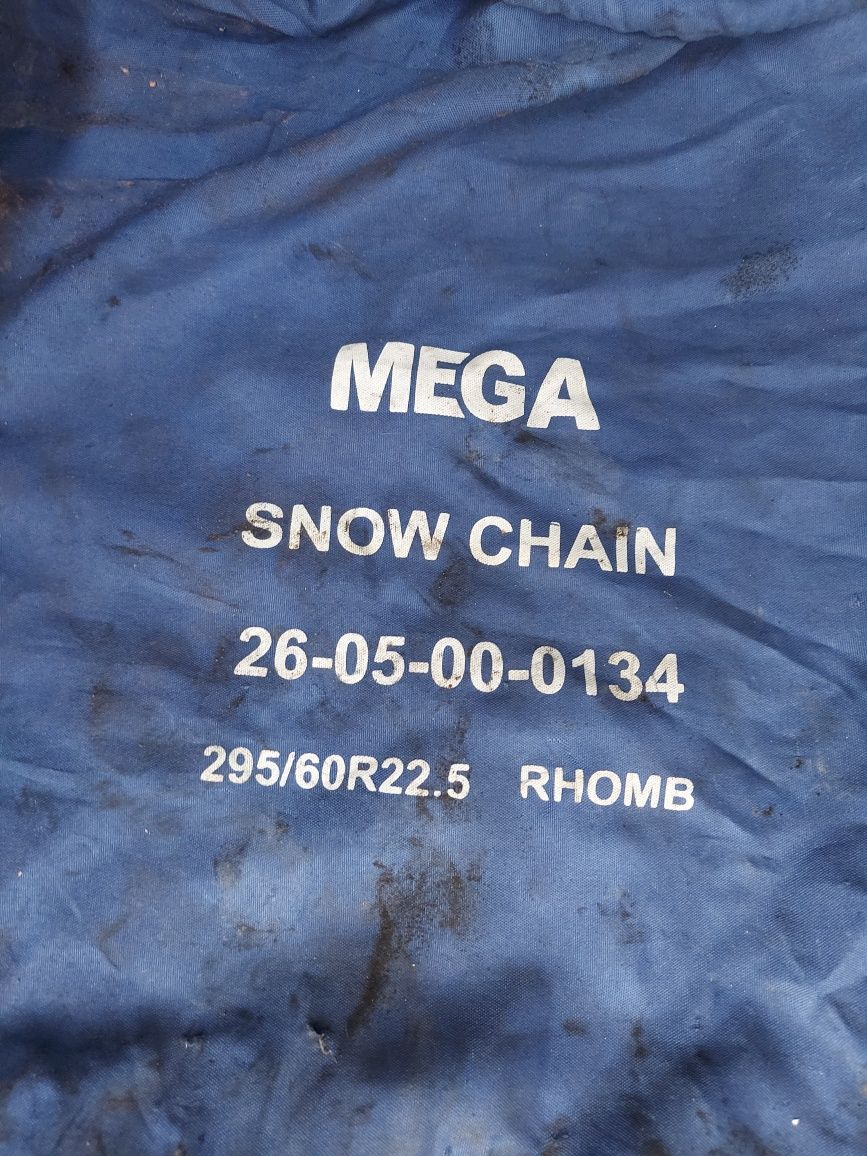 MEGA
SNOW CHAIN
26-05-00-0134
295/60R22.5 RHOMB